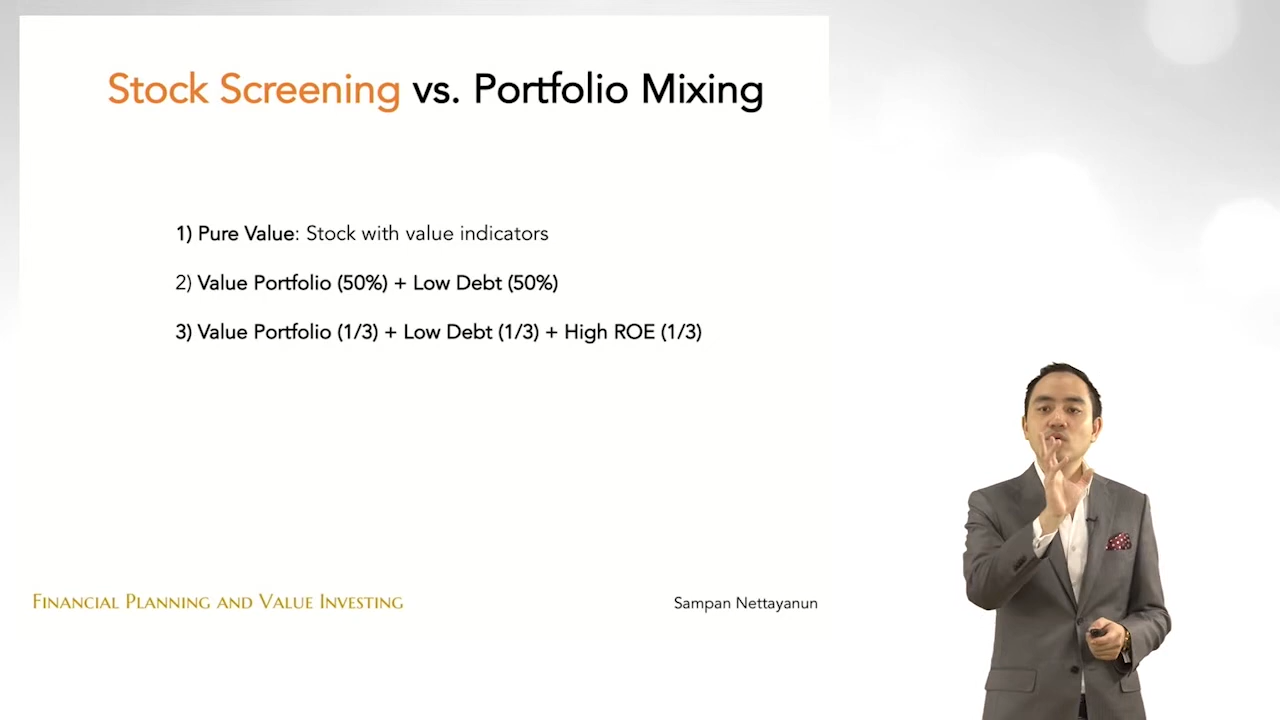 Stock Screening vs. Portfolio Mixing
1) Pure Value: Stock with value indicators
2) Value Portfolio (50%) + Low Debt (50%)
3) Value Portfolio (1/3) + Low Debt (1/3) + High ROE (1/3)
Financial Planning and Value Investing
Sampan Nettayanun